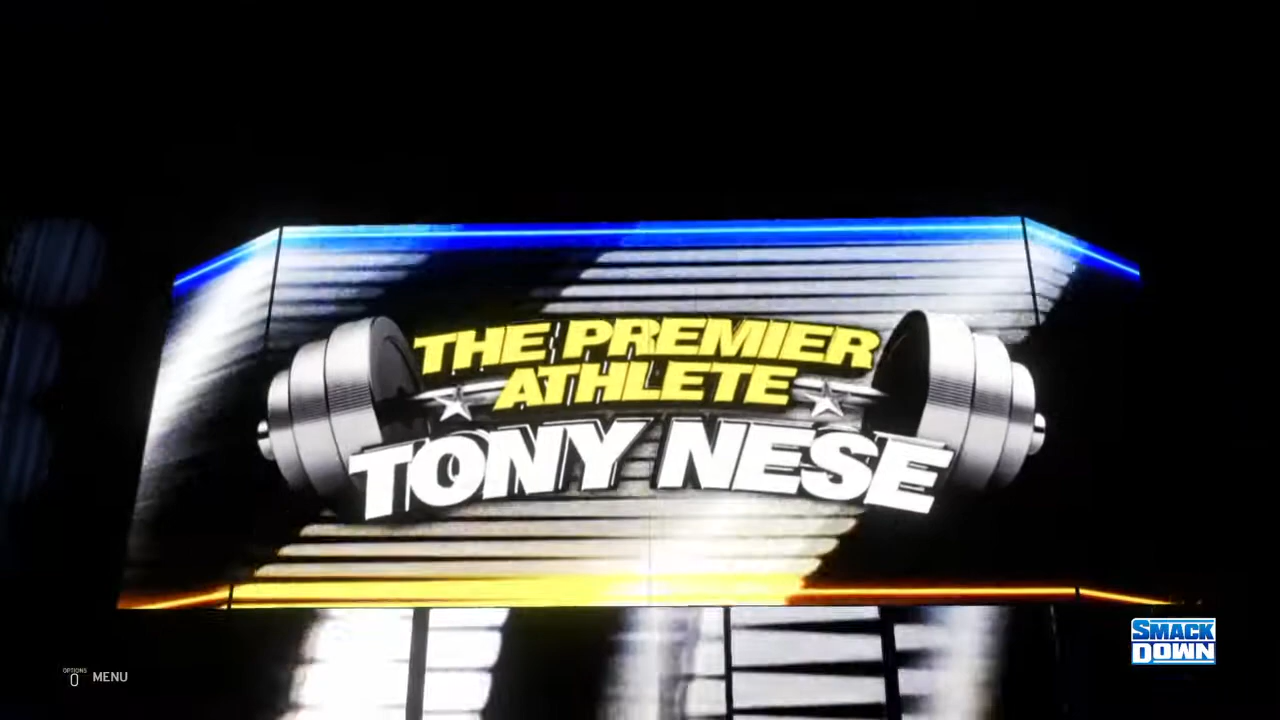 THE PREMIER
ATHLETE
TONY NESE
SMACK
DOWN
OPTIONS
MENU